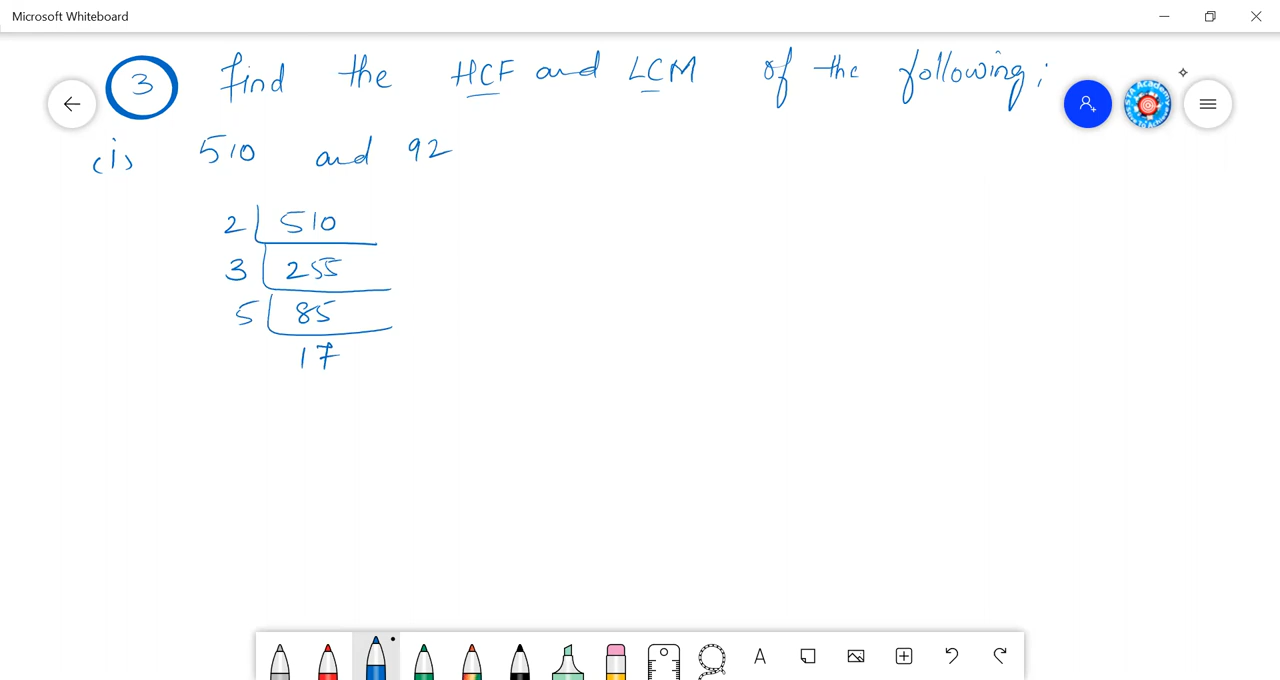 Microsoft Whiteboard
3 find the HCF and LCM of the following;
(i) 510 and 92
2 510
3 255
5 85
17
A